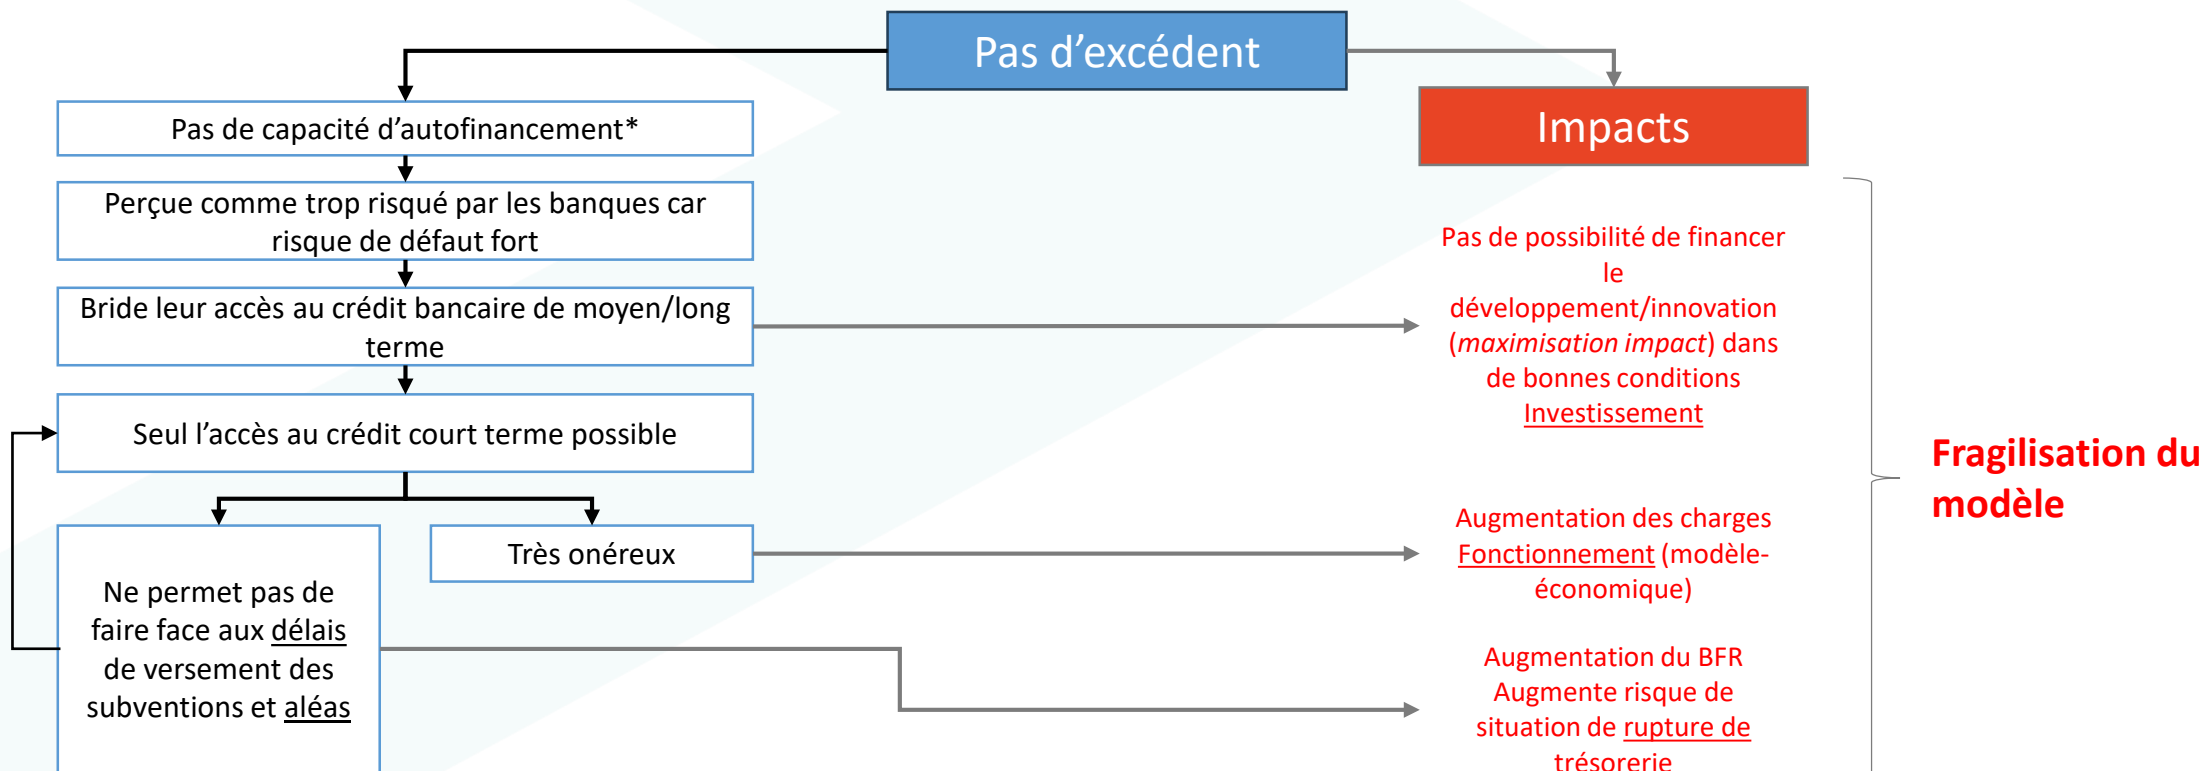 Pas d’excédent
Pas de capacité d’autofinancement*
Impacts
Perçue comme trop risqué par les banques car
risque de défaut fort
Bride leur accès au crédit bancaire de moyen/long
terme
Seul l’accès au crédit court terme possible
Très onéreux
Ne permet pas de
faire face aux délais
de versement des
subventions et aléas
Pas de possibilité de financer
le
développement/innovation
(maximisation impact) dans
de bonnes conditions
Investissement
Augmentation des charges
Fonctionnement (modèle-
économique)
Augmentation du BFR
Augmente risque de
situation de rupture de
trésorerie
Fragilisation du
modèle